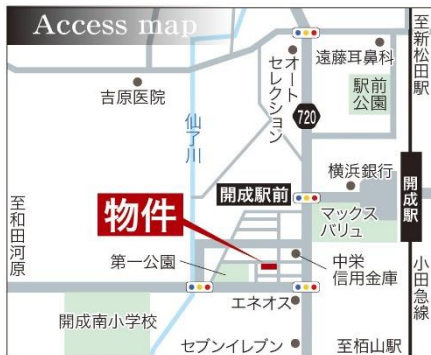 Access map
至新松田駅
遠藤耳鼻科
オート
セレクション
駅前
公園
吉原医院
仙了川
720
横浜銀行
開成駅前
開成駅
マックス
バリュ
物件
至和田河原
第一公園
中栄
信用金庫
小田急線
エネオス
開成南小学校
セブンイレブン
至栢山駅